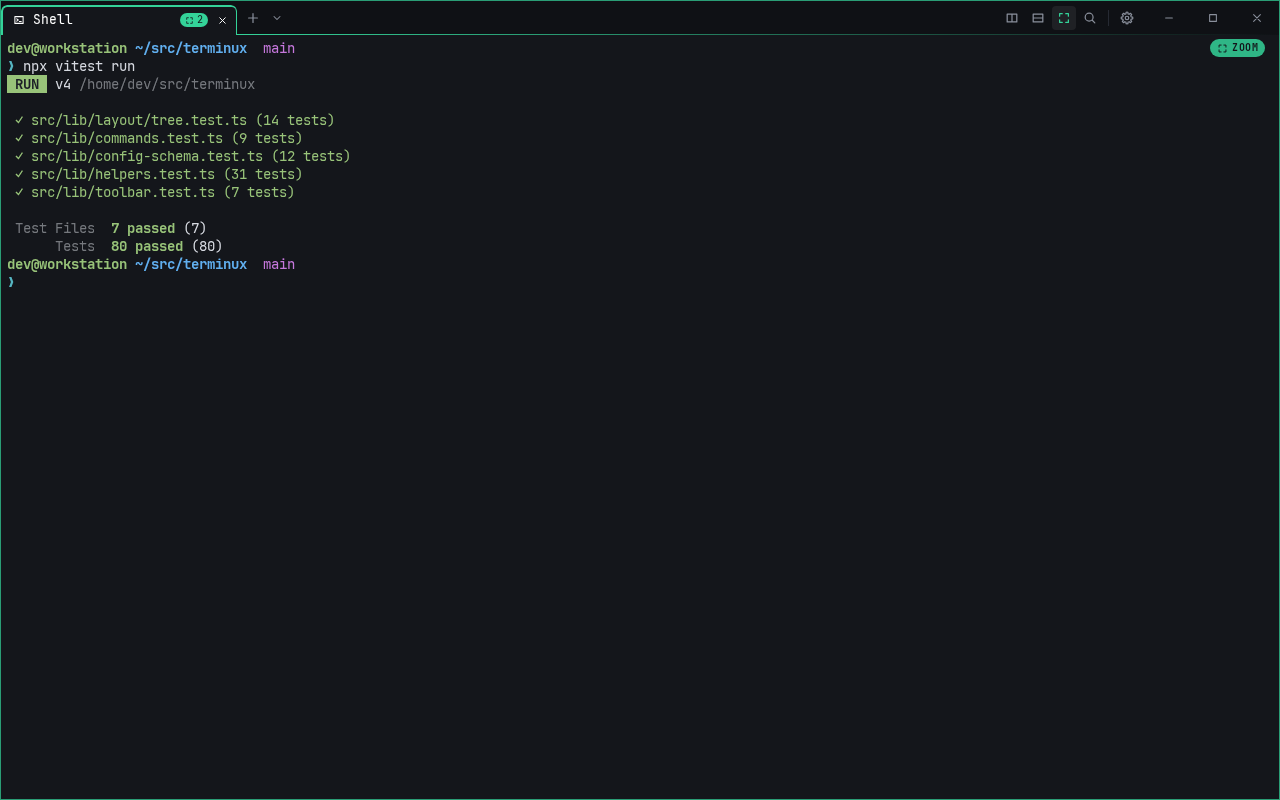 Shell 2
ZOOM
dev@workstation ~/src/terminux main
❯ npx vitest run
RUN v4 /home/dev/src/terminux
✓ src/lib/layout/tree.test.ts (14 tests)
✓ src/lib/commands.test.ts (9 tests)
✓ src/lib/config-schema.test.ts (12 tests)
✓ src/lib/helpers.test.ts (31 tests)
✓ src/lib/toolbar.test.ts (7 tests)
Test Files 7 passed (7)
Tests 80 passed (80)
dev@workstation ~/src/terminux main
❯